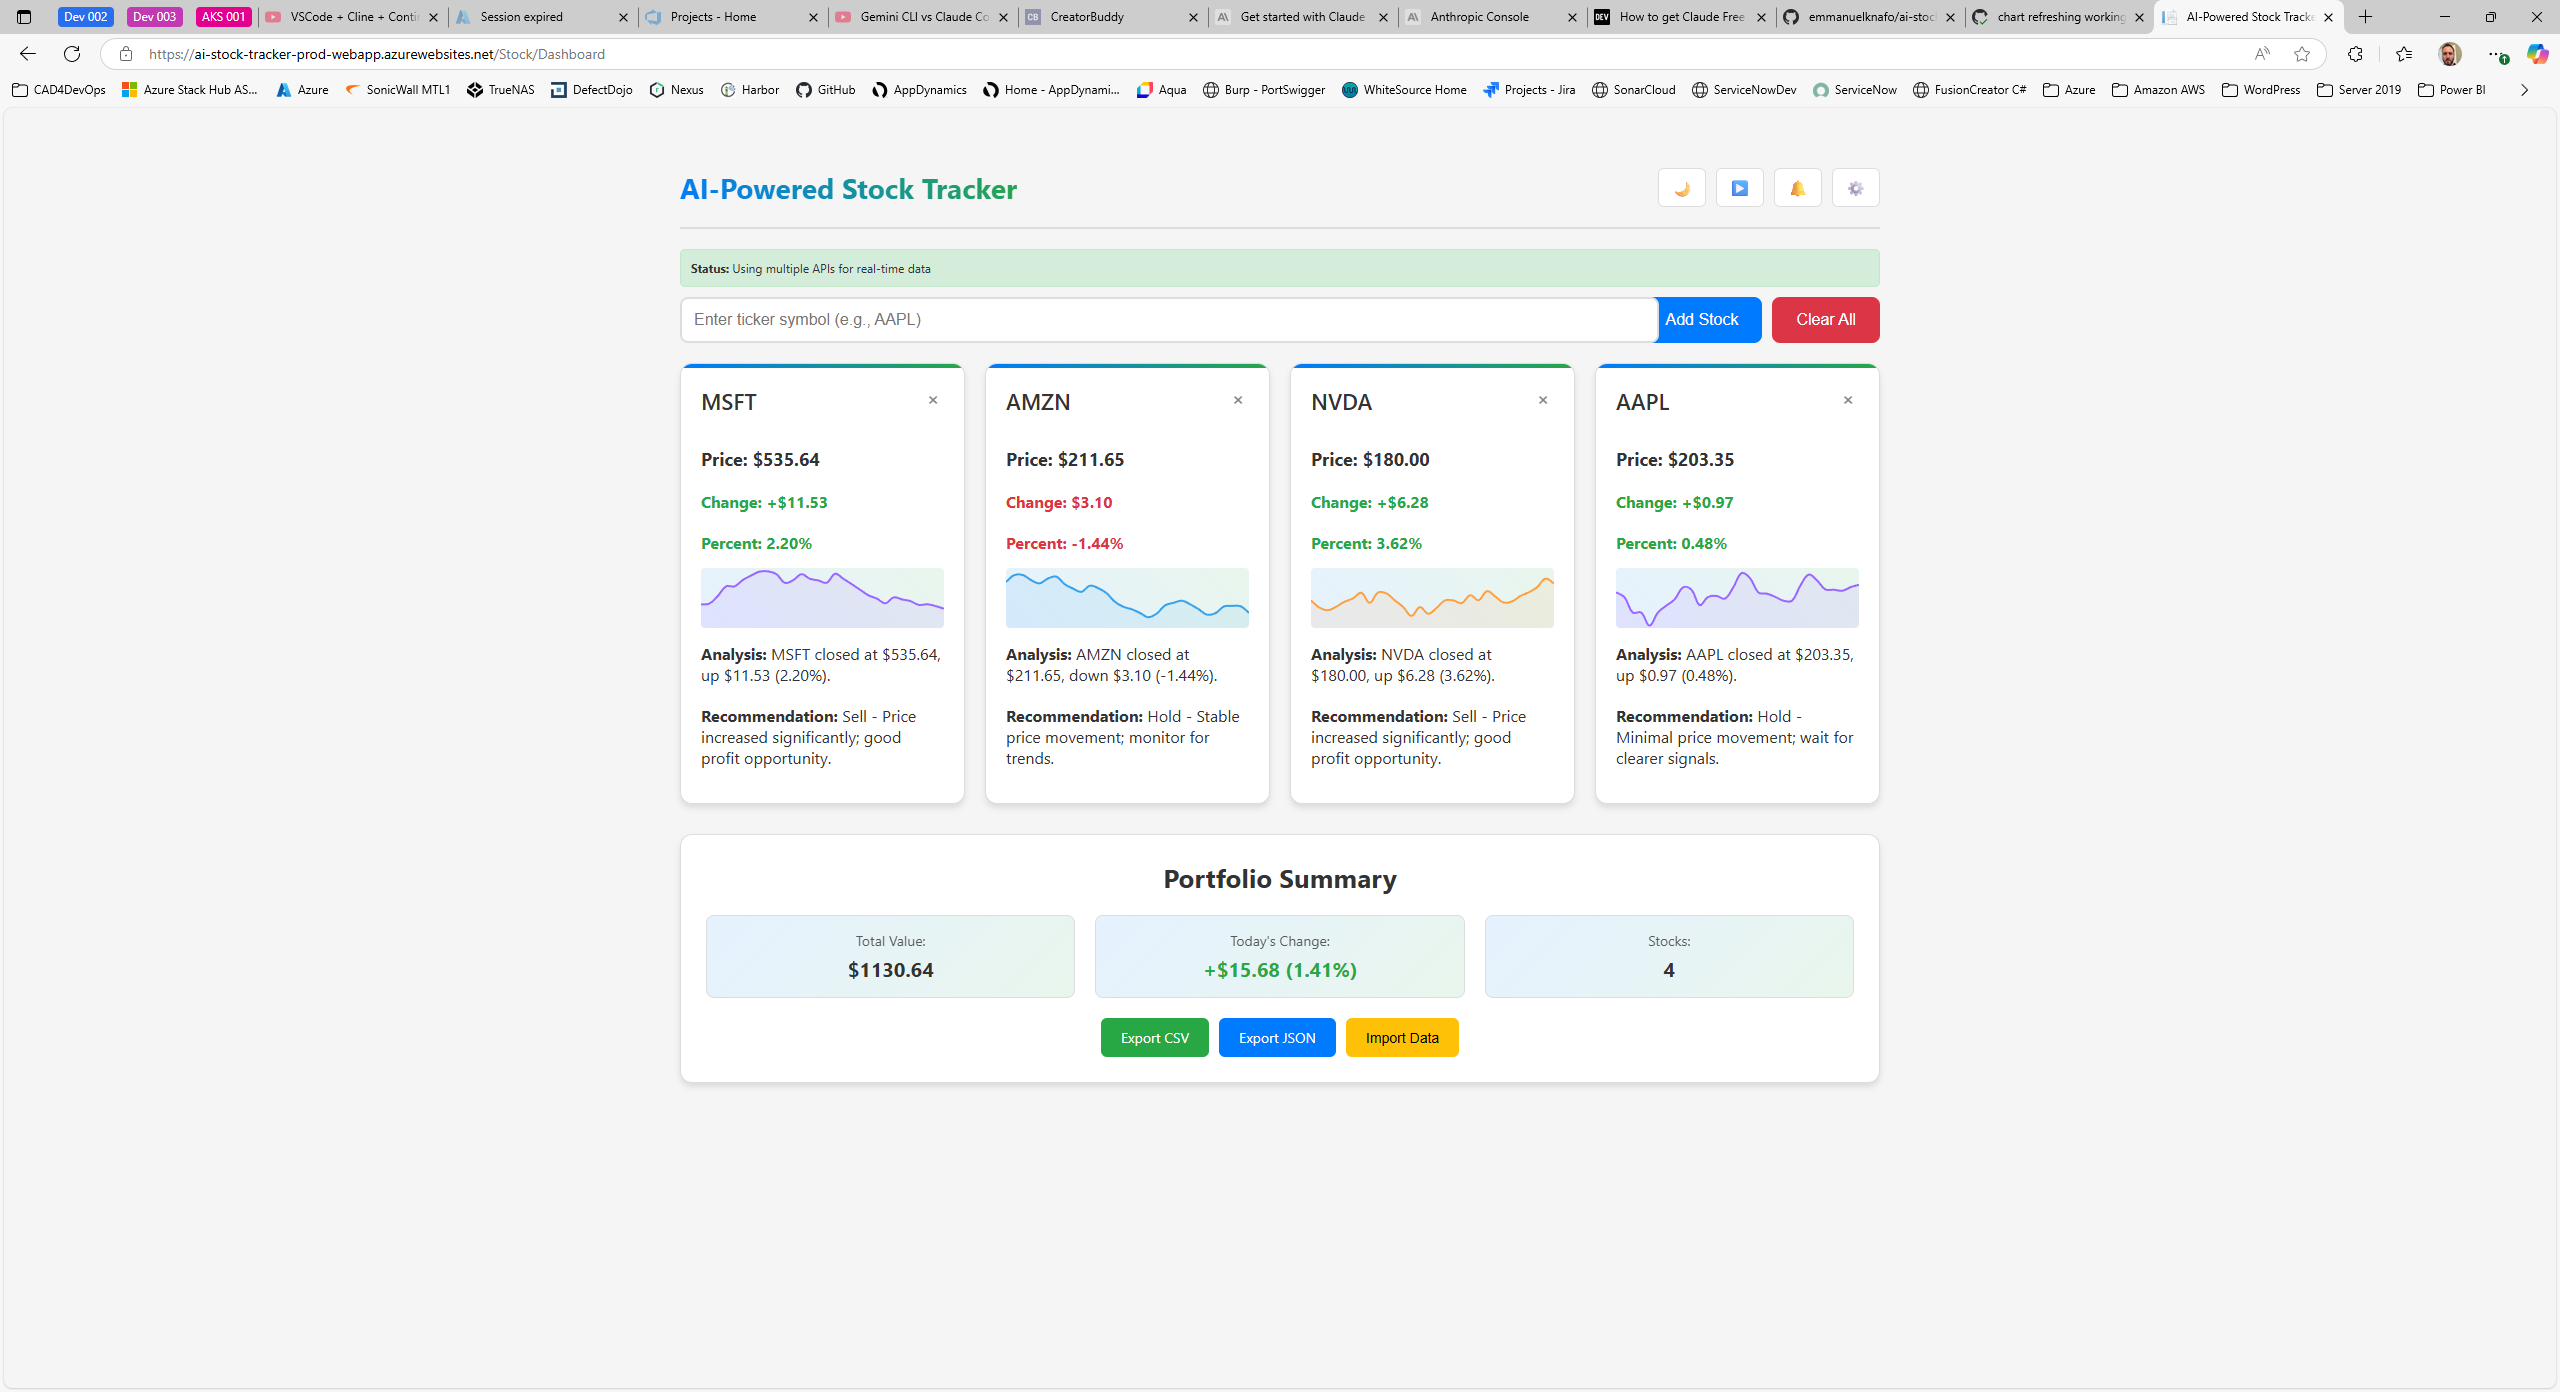 Dev 002 Dev 003 AKS 001 VSCode + Cline + Conti Session expired Projects - Home Gemini CLI vs Claude Co CreatorBuddy Get started with Claude Anthropic Console How to get Claude Free emmanuelknafo/ai-stoc chart refreshing working AI-Powered Stock Tracke
https://ai-stock-tracker-prod-webapp.azurewebsites.net/Stock/Dashboard
CAD4DevOps Azure Stack Hub AS... Azure SonicWall MTL1 TrueNAS DefectDojo Nexus Harbor GitHub AppDynamics Home - AppDynami... Aqua Burp - PortSwigger WhiteSource Home Projects - Jira SonarCloud ServiceNowDev ServiceNow FusionCreator C# Azure Amazon AWS WordPress Server 2019 Power BI
AI-Powered Stock Tracker
Status: Using multiple APIs for real-time data
Enter ticker symbol (e.g., AAPL) Add Stock Clear All
MSFT ×
Price: $535.64
Change: +$11.53
Percent: 2.20%
Analysis: MSFT closed at $535.64,
up $11.53 (2.20%).
Recommendation: Sell - Price
increased significantly; good
profit opportunity.
AMZN ×
Price: $211.65
Change: $3.10
Percent: -1.44%
Analysis: AMZN closed at
$211.65, down $3.10 (-1.44%).
Recommendation: Hold - Stable
price movement; monitor for
trends.
NVDA ×
Price: $180.00
Change: +$6.28
Percent: 3.62%
Analysis: NVDA closed at
$180.00, up $6.28 (3.62%).
Recommendation: Sell - Price
increased significantly; good
profit opportunity.
AAPL ×
Price: $203.35
Change: +$0.97
Percent: 0.48%
Analysis: AAPL closed at $203.35,
up $0.97 (0.48%).
Recommendation: Hold -
Minimal price movement; wait for
clearer signals.
Portfolio Summary
Total Value:
$1130.64
Today's Change:
+$15.68 (1.41%)
Stocks:
4
Export CSV Export JSON Import Data